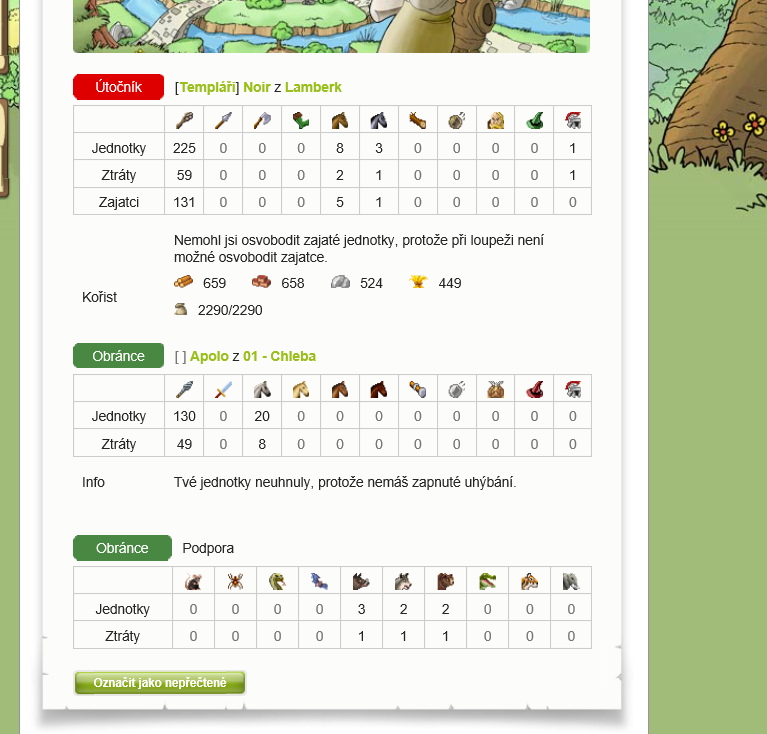 Útočník [Templáři] Noir z Lamberk
Jednotky 225 0 0 0 8 3 0 0 0 0 1
Ztráty 59 0 0 0 2 1 0 0 0 0 1
Zajatci 131 0 0 0 5 1 0 0 0 0 0
Nemohl jsi osvobodit zajaté jednotky, protože při loupeži není
možné osvobodit zajatce.
Kořist
659 658 524 449
2290/2290
Obránce [ ] Apolo z 01 - Chleba
Jednotky 130 0 20 0 0 0 0 0 0 0 0
Ztráty 49 0 8 0 0 0 0 0 0 0 0
Info Tvé jednotky neuhnuly, protože nemáš zapnuté uhýbání.
Obránce Podpora
Jednotky 0 0 0 0 3 2 2 0 0 0
Ztráty 0 0 0 0 1 1 1 0 0 0
Označit jako nepřečtené